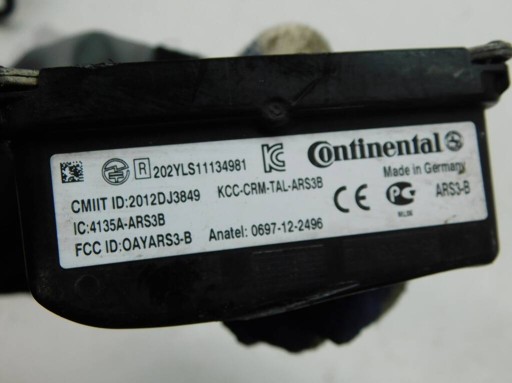 R 202YLS11134981
Continental
Made in Germany
CMIIT ID:2012DJ3849
KCC-CRM-TAL-ARS3B
ARS3-B
IC:4135A-ARS3B
FCC ID:OAYARS3-B
Anatel: 0697-12-2496
CE